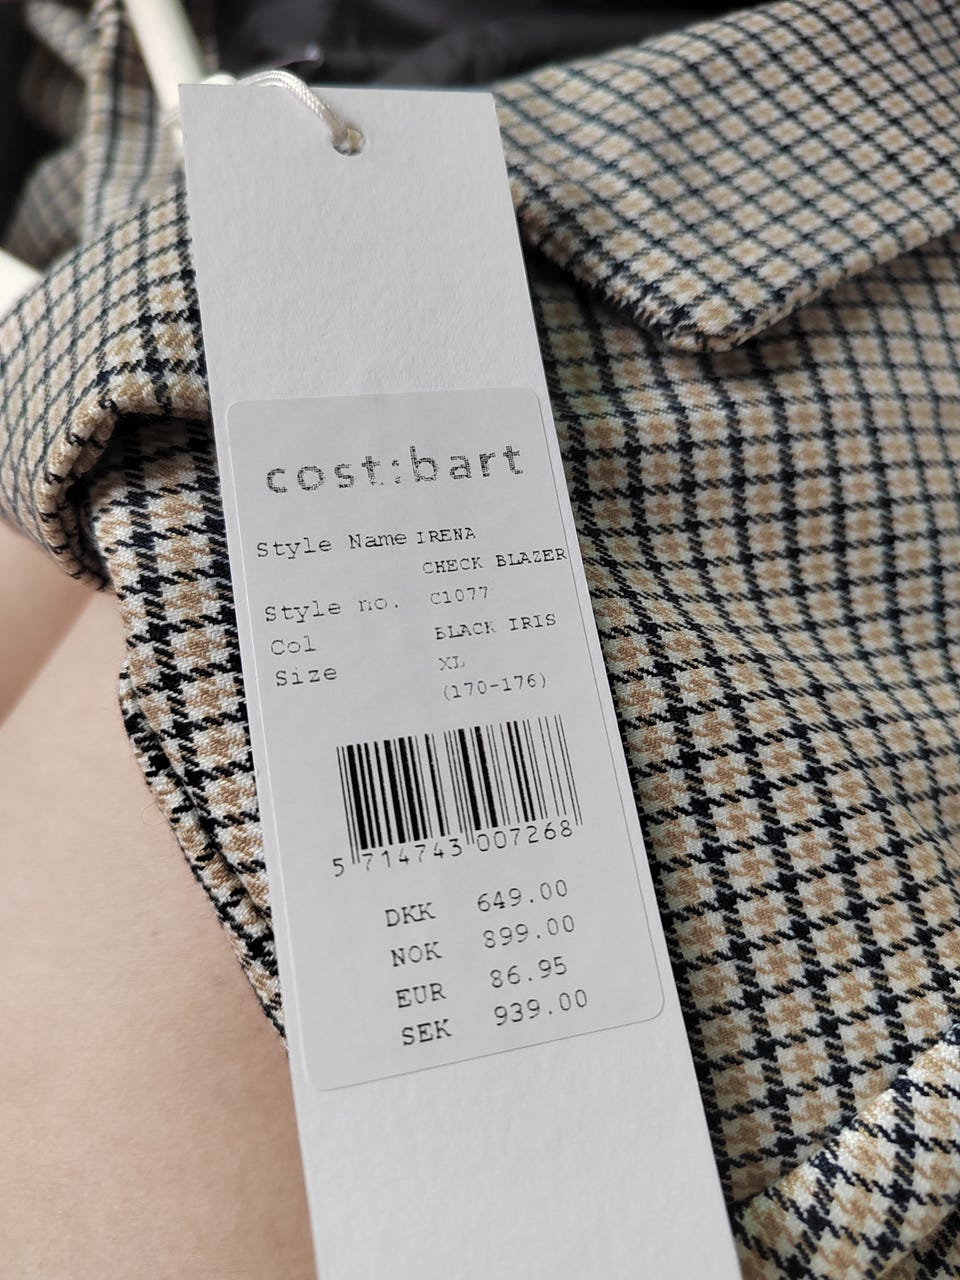 cost:bart
Style Name IRENA
CHECK BLAZER
Style no. C1077
Col BLACK IRIS
Size XL
(170-176)
5 714743 007268
DKK 649.00
NOK 899.00
EUR 86.95
SEK 939.00